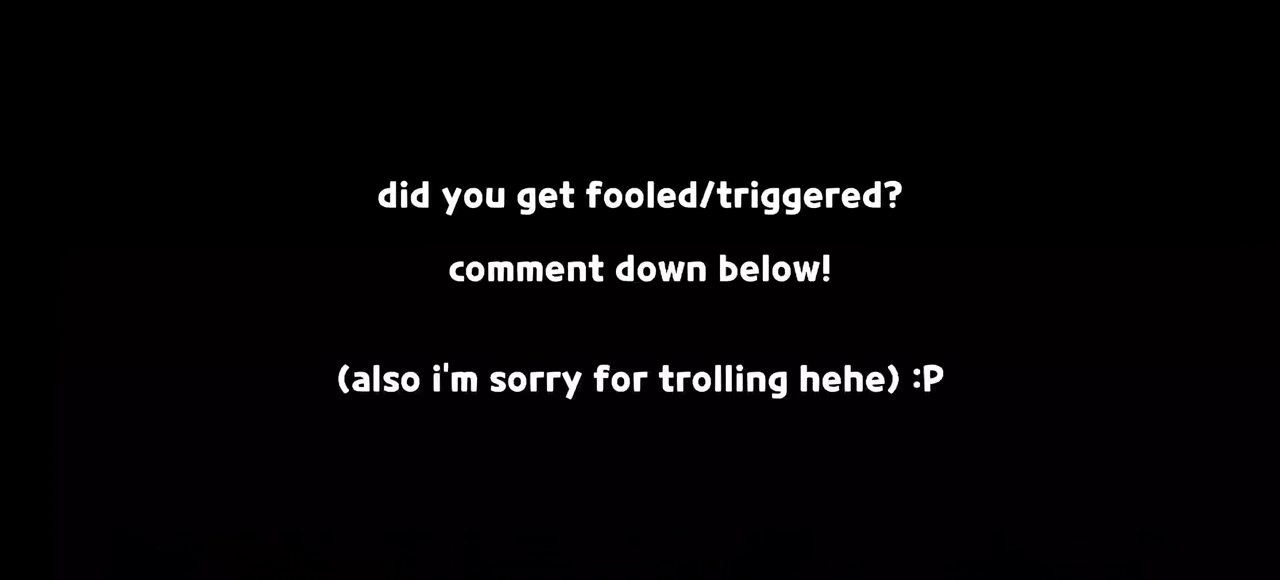 did you get fooled/triggered?
comment down below!
(also i'm sorry for trolling hehe) :P